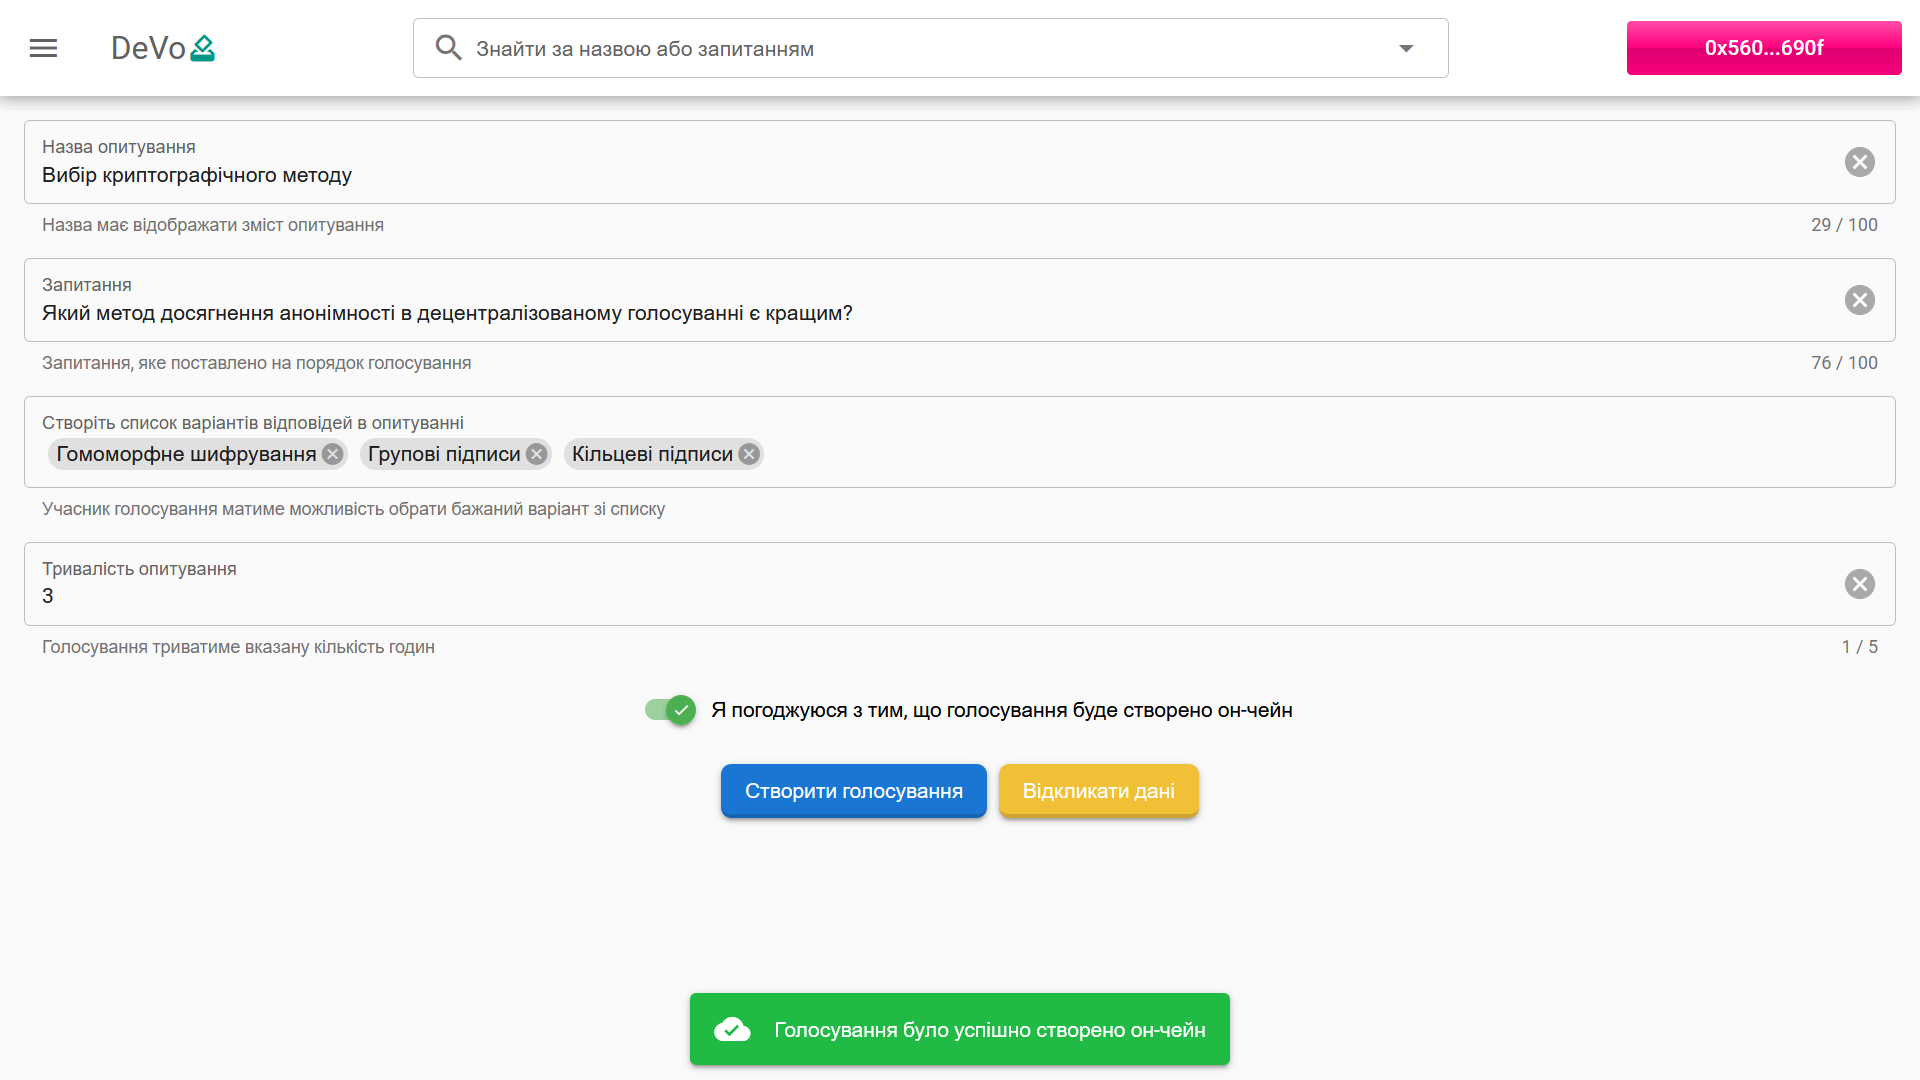 DeVo
Знайти за назвою або запитанням
0x560...690f
Назва опитування
Вибір криптографічного методу
Назва має відображати зміст опитування
29 / 100
Запитання
Який метод досягнення анонімності в децентралізованому голосуванні є кращим?
Запитання, яке поставлено на порядок голосування
76 / 100
Створіть список варіантів відповідей в опитуванні
Гомоморфне шифрування Групові підписи Кільцеві підписи
Учасник голосування матиме можливість обрати бажаний варіант зі списку
Тривалість опитування
3
Голосування триватиме вказану кількість годин
1 / 5
Я погоджуюся з тим, що голосування буде створено он-чейн
Створити голосування
Відкликати дані
Голосування було успішно створено он-чейн